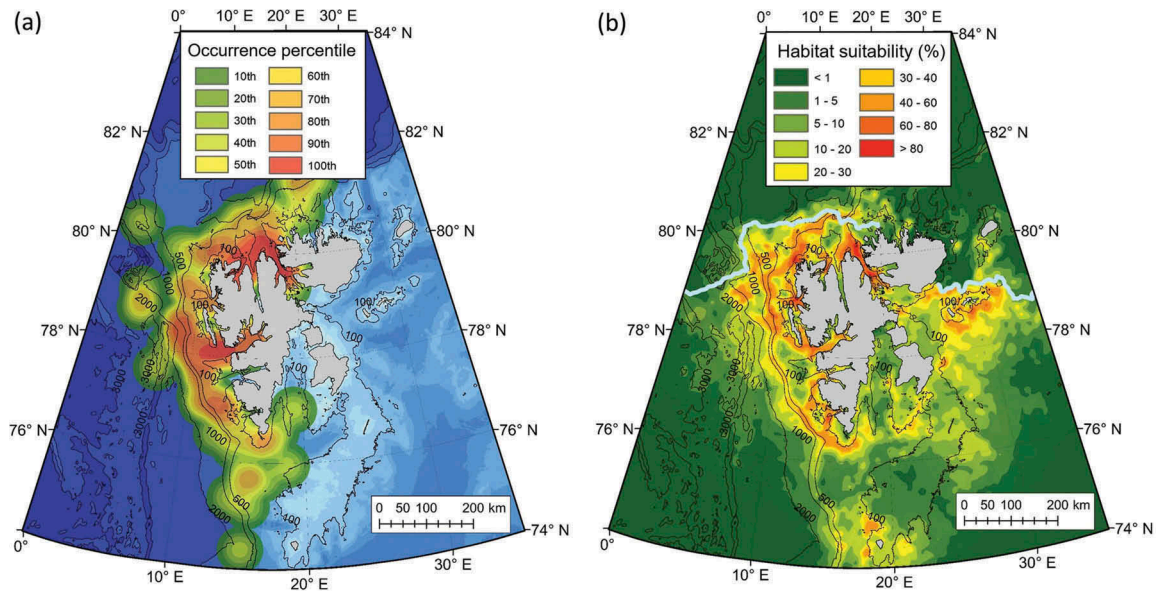 (a)
0° E
10° E
20° E
30° E
84° N
Occurrence percentile
10th
60th
20th
70th
30th
80th
40th
90th
50th
100th
82° N
82° N
80° N
80° N
100
500
1000
2000
100
100
100
78° N
78° N
3000
100
3000
76° N
76° N
1000
500
2000
100
0 50 100 200 km
74° N
0°
10° E
20° E
30° E
(b)
0° E
10° E
20° E
30° E
84° N
Habitat suitability (%)
< 1
30 - 40
1 - 5
40 - 60
5 - 10
60 - 80
10 - 20
> 80
20 - 30
82° N
82° N
80° N
80° N
100
500
1000
2000
100
100
100
78° N
78° N
3000
100
3000
76° N
76° N
1000
500
2000
100
0 50 100 200 km
74° N
0°
10° E
20° E
30° E